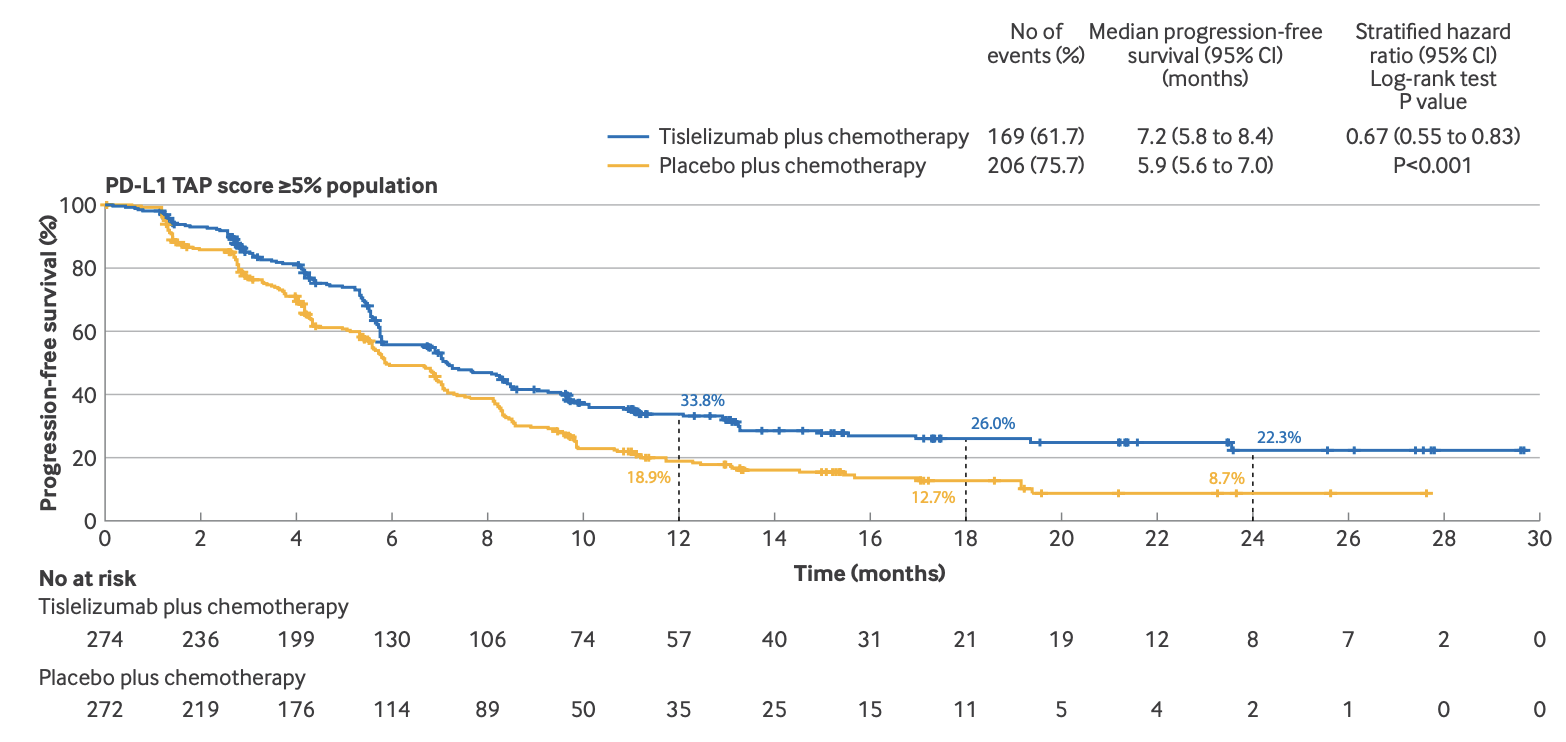 No of events (%)
Median progression-free survival (95% CI) (months)
Stratified hazard ratio (95% CI) Log-rank test P value
Tislelizumab plus chemotherapy 169 (61.7) 7.2 (5.8 to 8.4) 0.67 (0.55 to 0.83)
Placebo plus chemotherapy 206 (75.7) 5.9 (5.6 to 7.0) P<0.001
PD-L1 TAP score ≥5% population
Progression-free survival (%)
100
80
60
40
20
0
33.8%
26.0%
22.3%
18.9%
12.7%
8.7%
0 2 4 6 8 10 12 14 16 18 20 22 24 26 28 30
Time (months)
No at risk
Tislelizumab plus chemotherapy
274 236 199 130 106 74 57 40 31 21 19 12 8 7 2 0
Placebo plus chemotherapy
272 219 176 114 89 50 35 25 15 11 5 4 2 1 0 0